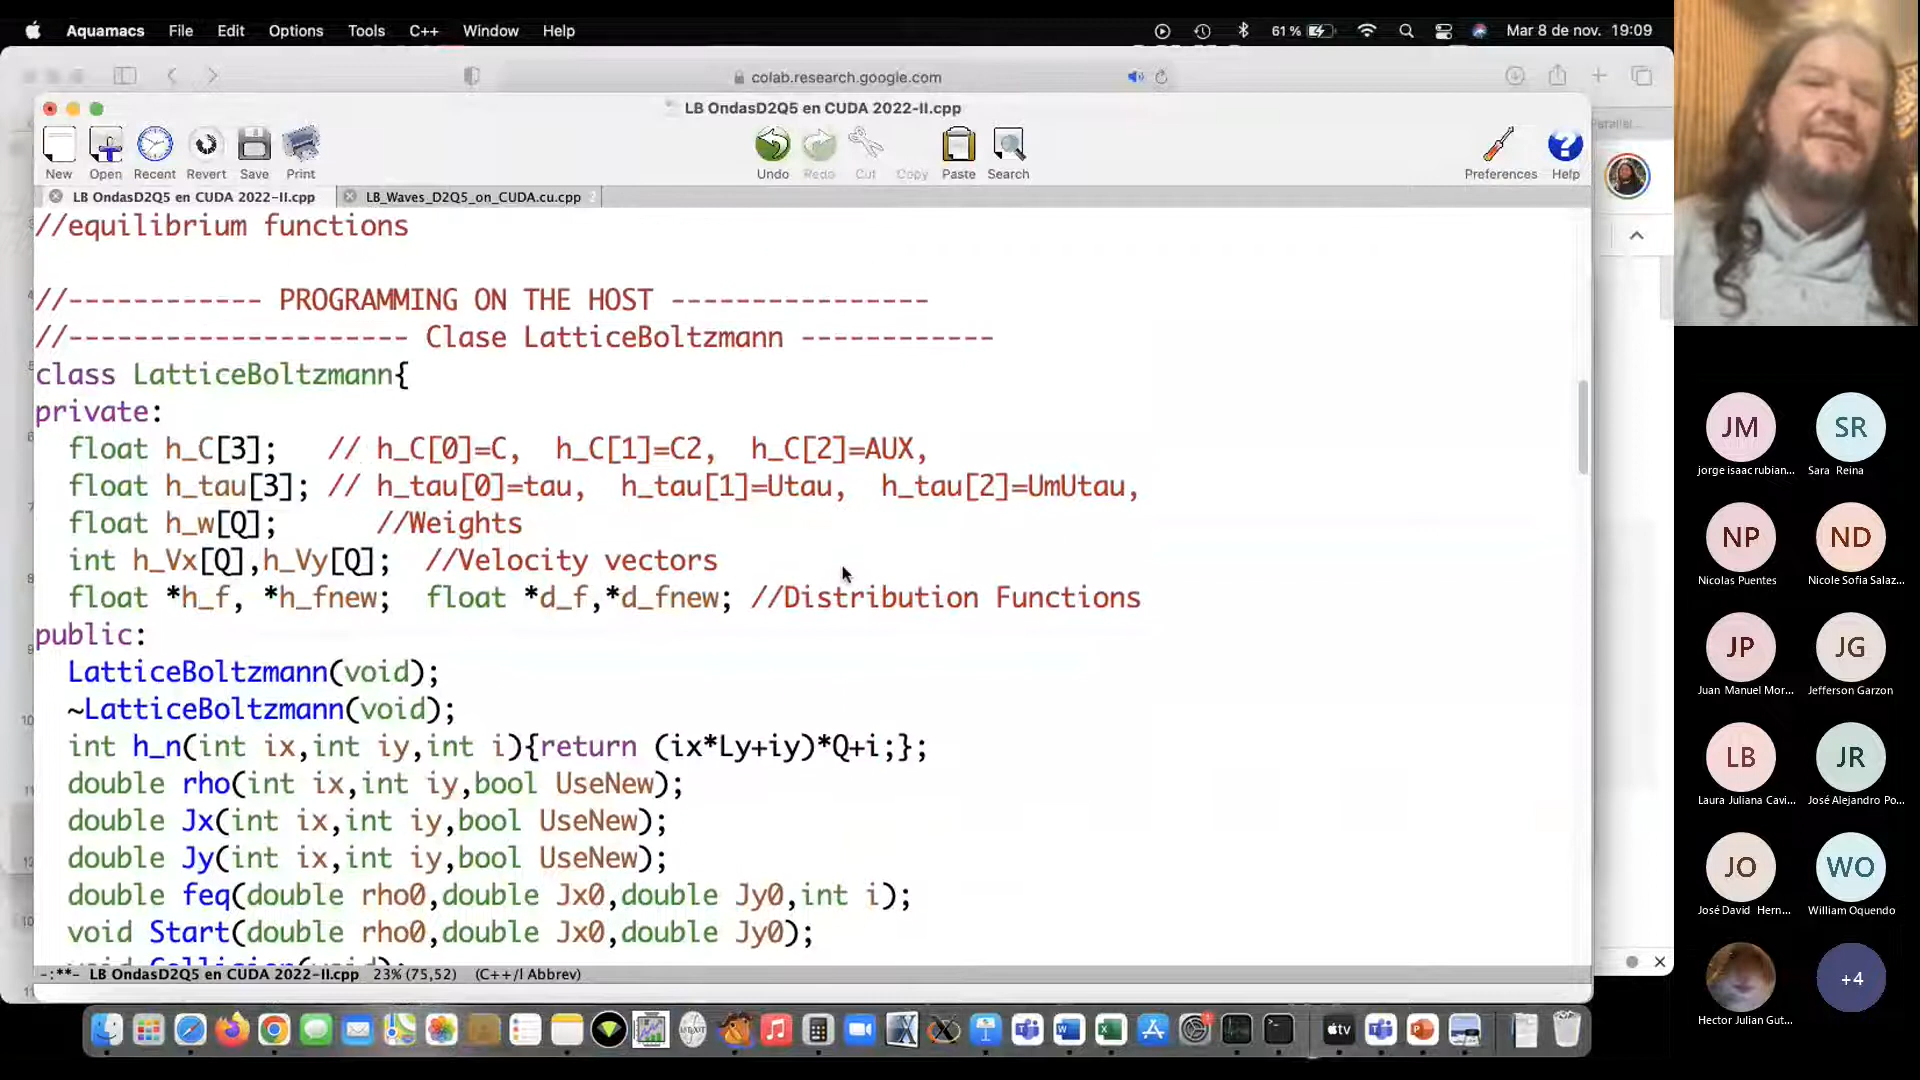 Aquamacs File Edit Options Tools C++ Window Help 61 % Mar 8 de nov. 19:09
colab.research.google.com
LB OndasD2Q5 en CUDA 2022-II.cpp
New Open Recent Revert Save Print Undo Redo Cut Copy Paste Search Preferences Help
LB OndasD2Q5 en CUDA 2022-II.cpp LB_Waves_D2Q5_on_CUDA.cu.cpp
//equilibrium functions
//------------ PROGRAMMING ON THE HOST ----------------
//--------------------- Clase LatticeBoltzmann ------------
class LatticeBoltzmann{
private:
float h_C[3]; // h_C[0]=C, h_C[1]=C2, h_C[2]=AUX,
float h_tau[3]; // h_tau[0]=tau, h_tau[1]=Utau, h_tau[2]=UmUtau,
float h_w[Q]; //Weights
int h_Vx[Q],h_Vy[Q]; //Velocity vectors
float *h_f, *h_fnew; float *d_f,*d_fnew; //Distribution Functions
public:
LatticeBoltzmann(void);
~LatticeBoltzmann(void);
int h_n(int ix,int iy,int i){return (ix*Ly+iy)*Q+i;};
double rho(int ix,int iy,bool UseNew);
double Jx(int ix,int iy,bool UseNew);
double Jy(int ix,int iy,bool UseNew);
double feq(double rho0,double Jx0,double Jy0,int i);
void Start(double rho0,double Jx0,double Jy0);
void Collision(void);
-:**- LB OndasD2Q5 en CUDA 2022-II.cpp 23% (75,52) (C++/l Abbrev)
JM SR
jorge isaac rubian... Sara Reina
NP ND
Nicolas Puentes Nicole Sofia Salaz...
JP JG
Juan Manuel Mor... Jefferson Garzon
LB JR
Laura Juliana Cavi... José Alejandro Po...
JO WO
José David Hern... William Oquendo
+4
Hector Julian Gut...